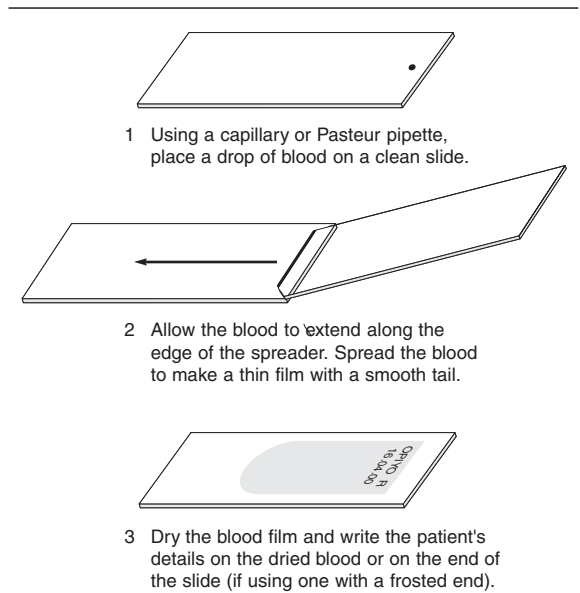 1 Using a capillary or Pasteur pipette,
place a drop of blood on a clean slide.
2 Allow the blood to extend along the
edge of the spreader. Spread the blood
to make a thin film with a smooth tail.
OPIYO A
16.04.00
3 Dry the blood film and write the patient's
details on the dried blood or on the end of
the slide (if using one with a frosted end).